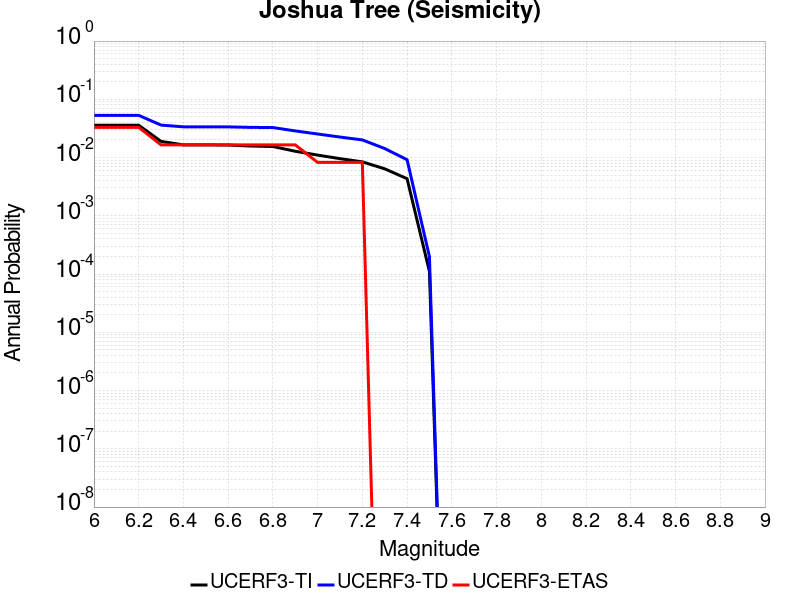 Joshua Tree (Seismicity)
10^0
10^-1
10^-2
10^-3
10^-4
10^-5
10^-6
10^-7
10^-8
Annual Probability
6 6.2 6.4 6.6 6.8 7 7.2 7.4 7.6 7.8 8 8.2 8.4 8.6 8.8 9
Magnitude
UCERF3-TI UCERF3-TD UCERF3-ETAS